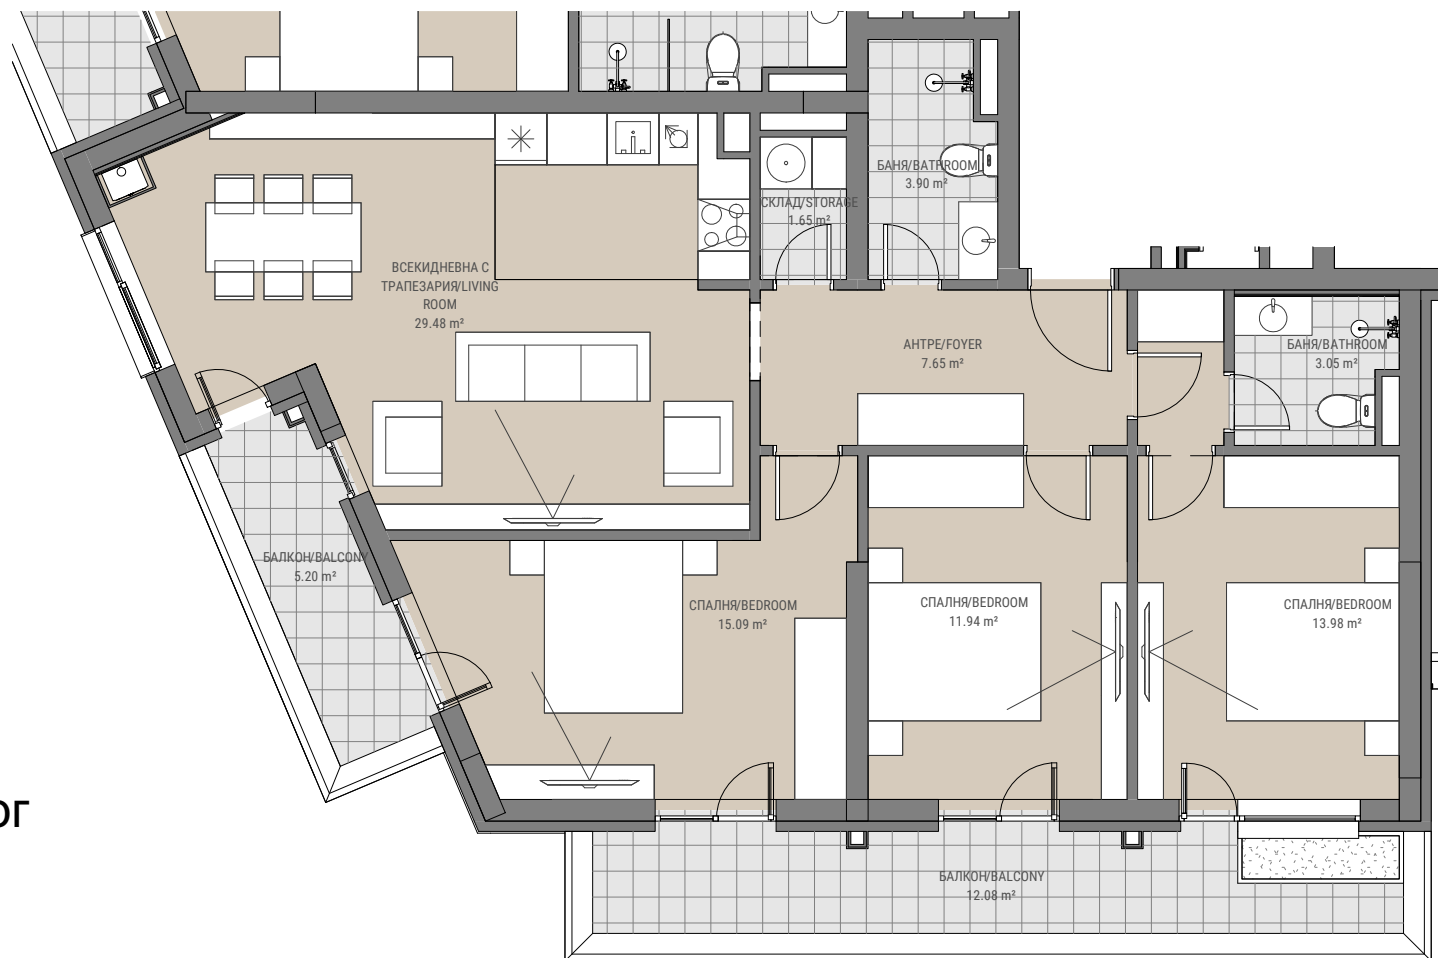 БАНЯ/BATHROOM
3.90 m²
СКЛАД/STORAGE
1.65 m²
ВСЕКИДНЕВНА С
ТРАПЕЗАРИЯ/LIVING
ROOM
29.48 m²
АНТРЕ/FOYER
7.65 m²
БАНЯ/BATHROOM
3.05 m²
БАЛКОН/BALCONY
5.20 m²
СПАЛНЯ/BEDROOM
15.09 m²
СПАЛНЯ/BEDROOM
11.94 m²
СПАЛНЯ/BEDROOM
13.98 m²
ог
БАЛКОН/BALCONY
12.08 m²